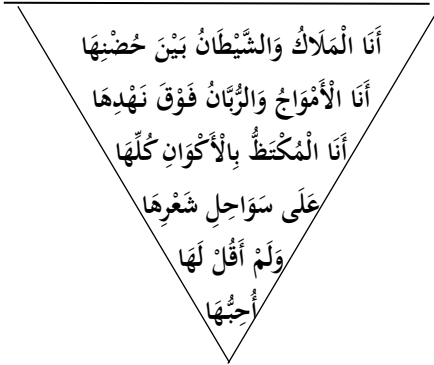 أَنَا الْمَلَاكُ وَالشَّيْطَانُ بَيْنَ حُضْنِهَا
أَنَا الْأَمْوَاجُ وَالرُّبَّانُ فَوْقَ نَهْدِهَا
أَنَا الْمُكْتَظُّ بِالْأَكْوَانِ كُلِّهَا
عَلَى سَوَاحِلِ شَعْرِهَا
وَلَمْ أَقُلْ لَهَا
أُحِبُّهَا